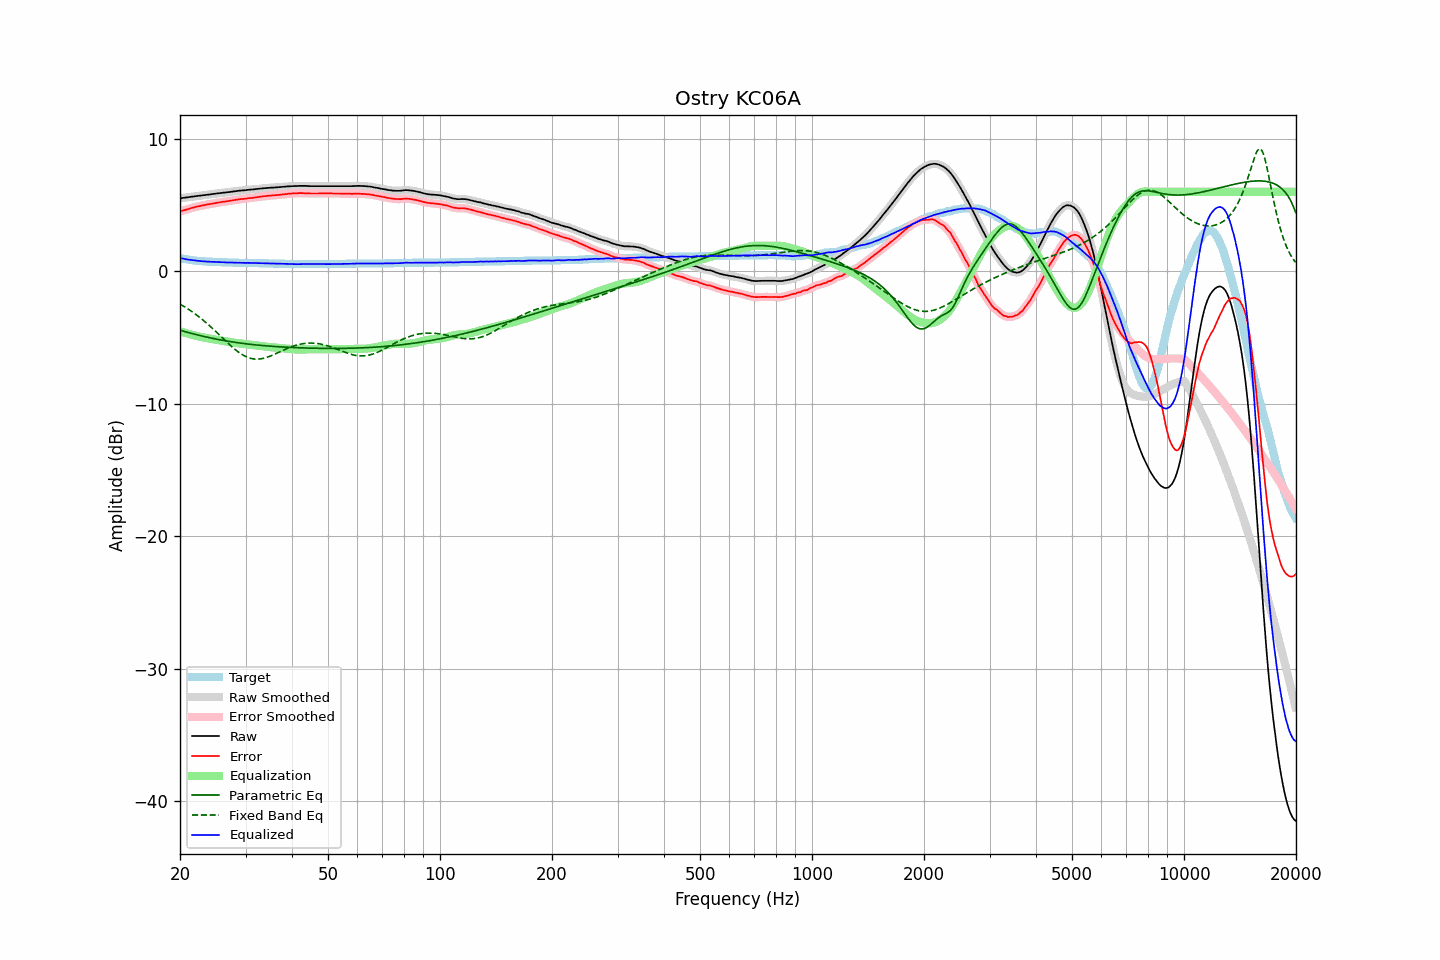 Ostry KC06A
10
0
−10
−20
−30
−40
Amplitude (dBr)
Target
Raw Smoothed
Error Smoothed
Raw
Error
Equalization
Parametric Eq
Fixed Band Eq
Equalized
20 50 100 200 500 1000 2000 5000 10000 20000
Frequency (Hz)